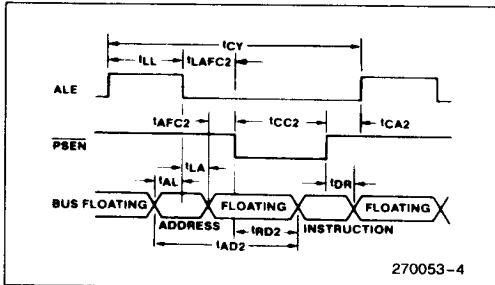 tCY
tLL tLAFC2
ALE
tAFC2 tCC2 tCA2
PSEN
tLA
tAL tDR
BUS FLOATING FLOATING FLOATING
ADDRESS tRD2 INSTRUCTION
tAD2
270053-4